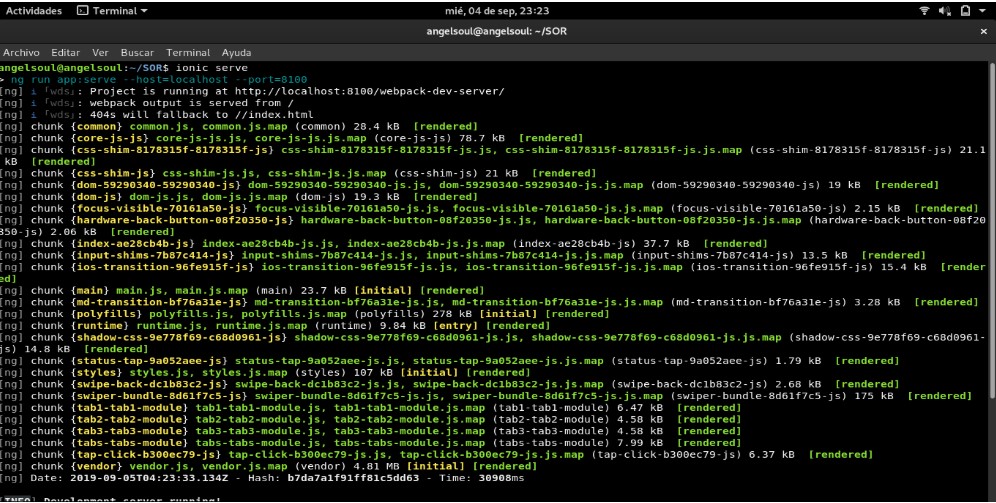 Actividades Terminal mié, 04 de sep, 23:23
angelsoul@angelsoul: ~/SOR
Archivo Editar Ver Buscar Terminal Ayuda
angelsoul@angelsoul:~/SOR$ ionic serve
> ng run app:serve --host=localhost --port=8100
[ng] i 「wds」: Project is running at http://localhost:8100/webpack-dev-server/
[ng] i 「wds」: webpack output is served from /
[ng] i 「wds」: 404s will fallback to //index.html
[ng] chunk {common} common.js, common.js.map (common) 28.4 kB [rendered]
[ng] chunk {core-js-js} core-js-js.js, core-js-js.js.map (core-js-js) 78.7 kB [rendered]
[ng] chunk {css-shim-8178315f-8178315f-js} css-shim-8178315f-8178315f-js.js, css-shim-8178315f-8178315f-js.js.map (css-shim-8178315f-8178315f-js) 21.1
kB [rendered]
[ng] chunk {css-shim-js} css-shim-js.js, css-shim-js.js.map (css-shim-js) 21 kB [rendered]
[ng] chunk {dom-59290340-59290340-js} dom-59290340-59290340-js.js, dom-59290340-59290340-js.js.map (dom-59290340-59290340-js) 19 kB [rendered]
[ng] chunk {dom-js} dom-js.js, dom-js.js.map (dom-js) 19.3 kB [rendered]
[ng] chunk {focus-visible-70161a50-js} focus-visible-70161a50-js.js, focus-visible-70161a50-js.js.map (focus-visible-70161a50-js) 2.15 kB [rendered]
[ng] chunk {hardware-back-button-08f20350-js} hardware-back-button-08f20350-js.js, hardware-back-button-08f20350-js.js.map (hardware-back-button-08f20
350-js) 2.06 kB [rendered]
[ng] chunk {index-ae28cb4b-js} index-ae28cb4b-js.js, index-ae28cb4b-js.js.map (index-ae28cb4b-js) 37.7 kB [rendered]
[ng] chunk {input-shims-7b87c414-js} input-shims-7b87c414-js.js, input-shims-7b87c414-js.js.map (input-shims-7b87c414-js) 13.5 kB [rendered]
[ng] chunk {ios-transition-96fe915f-js} ios-transition-96fe915f-js.js, ios-transition-96fe915f-js.js.map (ios-transition-96fe915f-js) 15.4 kB [render
ed]
[ng] chunk {main} main.js, main.js.map (main) 23.7 kB [initial] [rendered]
[ng] chunk {md-transition-bf76a31e-js} md-transition-bf76a31e-js.js, md-transition-bf76a31e-js.js.map (md-transition-bf76a31e-js) 3.28 kB [rendered]
[ng] chunk {polyfills} polyfills.js, polyfills.js.map (polyfills) 278 kB [initial] [rendered]
[ng] chunk {runtime} runtime.js, runtime.js.map (runtime) 9.84 kB [entry] [rendered]
[ng] chunk {shadow-css-9e778f69-c68d0961-js} shadow-css-9e778f69-c68d0961-js.js, shadow-css-9e778f69-c68d0961-js.js.map (shadow-css-9e778f69-c68d0961-
js) 14.8 kB [rendered]
[ng] chunk {status-tap-9a052aee-js} status-tap-9a052aee-js.js, status-tap-9a052aee-js.js.map (status-tap-9a052aee-js) 1.79 kB [rendered]
[ng] chunk {styles} styles.js, styles.js.map (styles) 107 kB [initial] [rendered]
[ng] chunk {swipe-back-dc1b83c2-js} swipe-back-dc1b83c2-js.js, swipe-back-dc1b83c2-js.js.map (swipe-back-dc1b83c2-js) 2.68 kB [rendered]
[ng] chunk {swiper-bundle-8d61f7c5-js} swiper-bundle-8d61f7c5-js.js, swiper-bundle-8d61f7c5-js.js.map (swiper-bundle-8d61f7c5-js) 175 kB [rendered]
[ng] chunk {tab1-tab1-module} tab1-tab1-module.js, tab1-tab1-module.js.map (tab1-tab1-module) 6.47 kB [rendered]
[ng] chunk {tab2-tab2-module} tab2-tab2-module.js, tab2-tab2-module.js.map (tab2-tab2-module) 4.58 kB [rendered]
[ng] chunk {tab3-tab3-module} tab3-tab3-module.js, tab3-tab3-module.js.map (tab3-tab3-module) 4.58 kB [rendered]
[ng] chunk {tabs-tabs-module} tabs-tabs-module.js, tabs-tabs-module.js.map (tabs-tabs-module) 7.99 kB [rendered]
[ng] chunk {tap-click-b300ec79-js} tap-click-b300ec79-js.js, tap-click-b300ec79-js.js.map (tap-click-b300ec79-js) 6.37 kB [rendered]
[ng] chunk {vendor} vendor.js, vendor.js.map (vendor) 4.81 MB [initial] [rendered]
[ng] Date: 2019-09-05T04:23:33.134Z - Hash: b7da7a1f91ff81c5dd63 - Time: 30908ms
[INFO] Development server running!